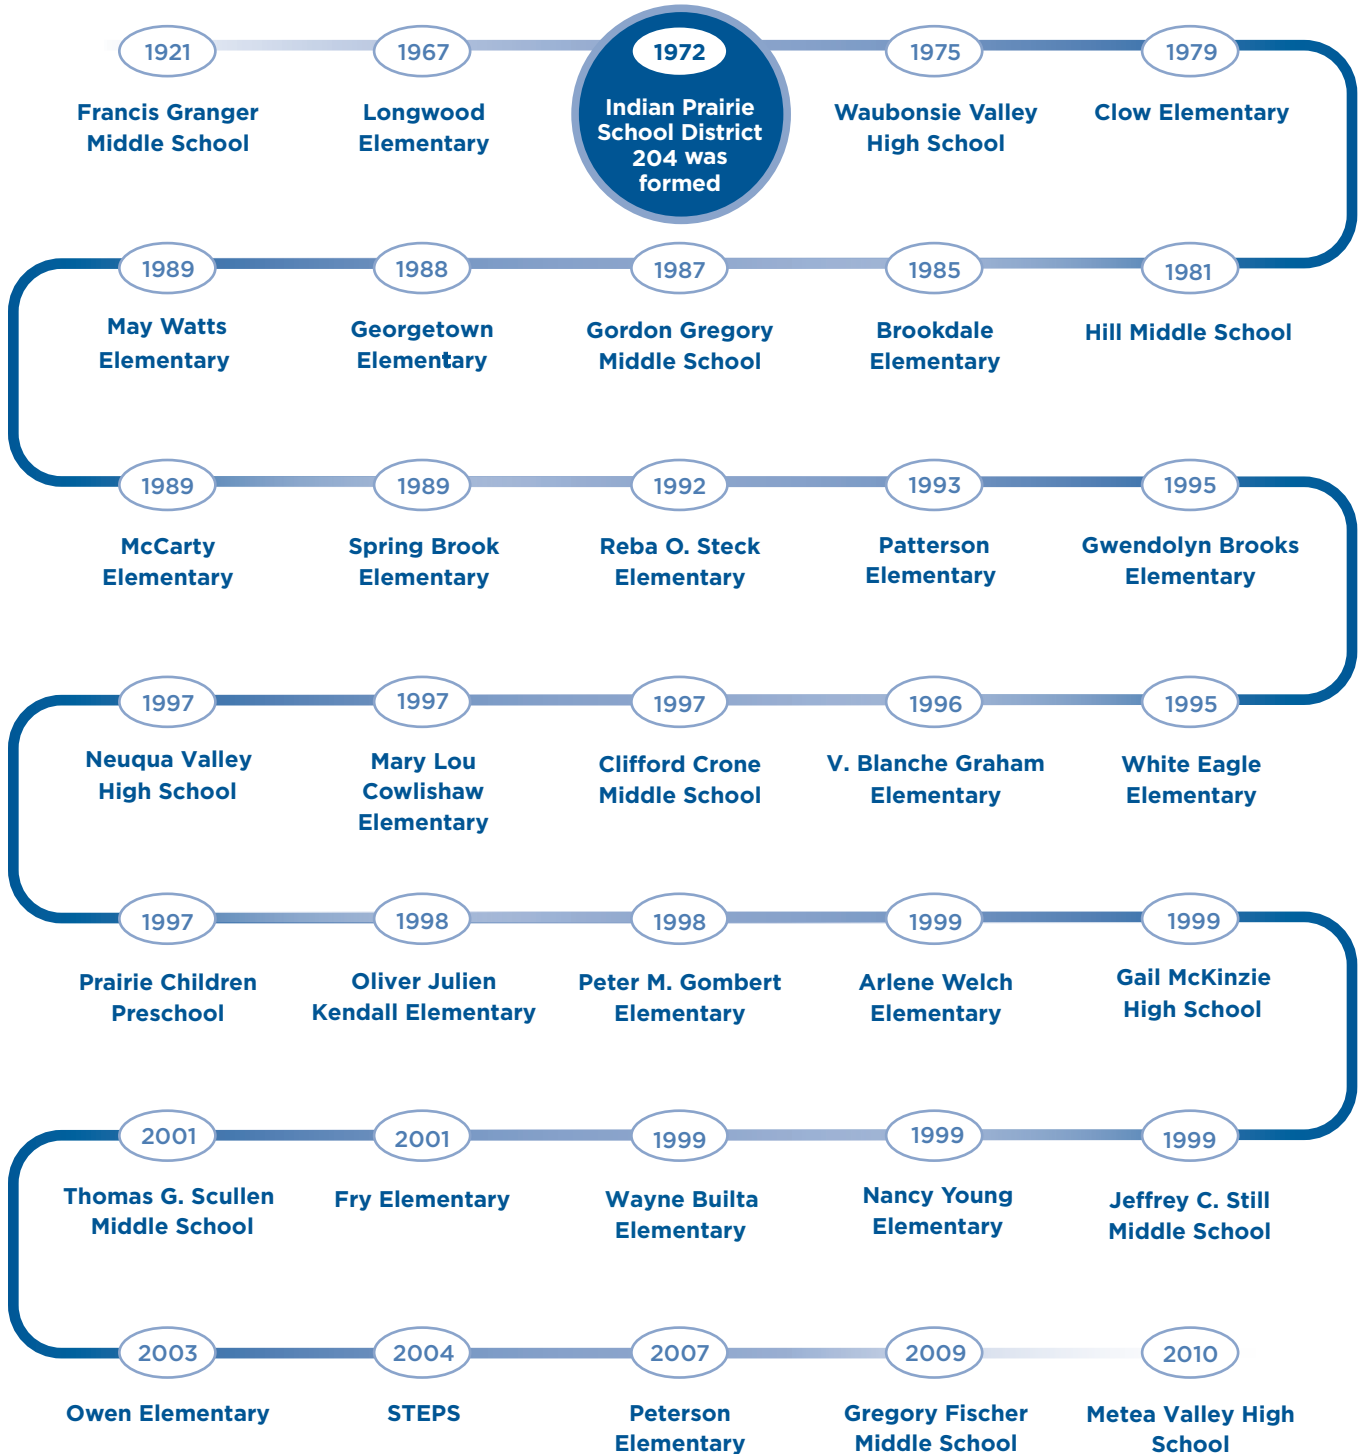 1921
Francis Granger
Middle School
1967
Longwood
Elementary
1972
Indian Prairie
School District
204 was
formed
1975
Waubonsie Valley
High School
1979
Clow Elementary
1981
Hill Middle School
1985
Brookdale
Elementary
1987
Gordon Gregory
Middle School
1988
Georgetown
Elementary
1989
May Watts
Elementary
1989
McCarty
Elementary
1989
Spring Brook
Elementary
1992
Reba O. Steck
Elementary
1993
Patterson
Elementary
1995
Gwendolyn Brooks
Elementary
1995
White Eagle
Elementary
1996
V. Blanche Graham
Elementary
1997
Clifford Crone
Middle School
1997
Mary Lou
Cowlishaw
Elementary
1997
Neuqua Valley
High School
1997
Prairie Children
Preschool
1998
Oliver Julien
Kendall Elementary
1998
Peter M. Gombert
Elementary
1999
Arlene Welch
Elementary
1999
Gail McKinzie
High School
1999
Jeffrey C. Still
Middle School
1999
Nancy Young
Elementary
1999
Wayne Builta
Elementary
2001
Fry Elementary
2001
Thomas G. Scullen
Middle School
2003
Owen Elementary
2004
STEPS
2007
Peterson
Elementary
2009
Gregory Fischer
Middle School
2010
Metea Valley High
School